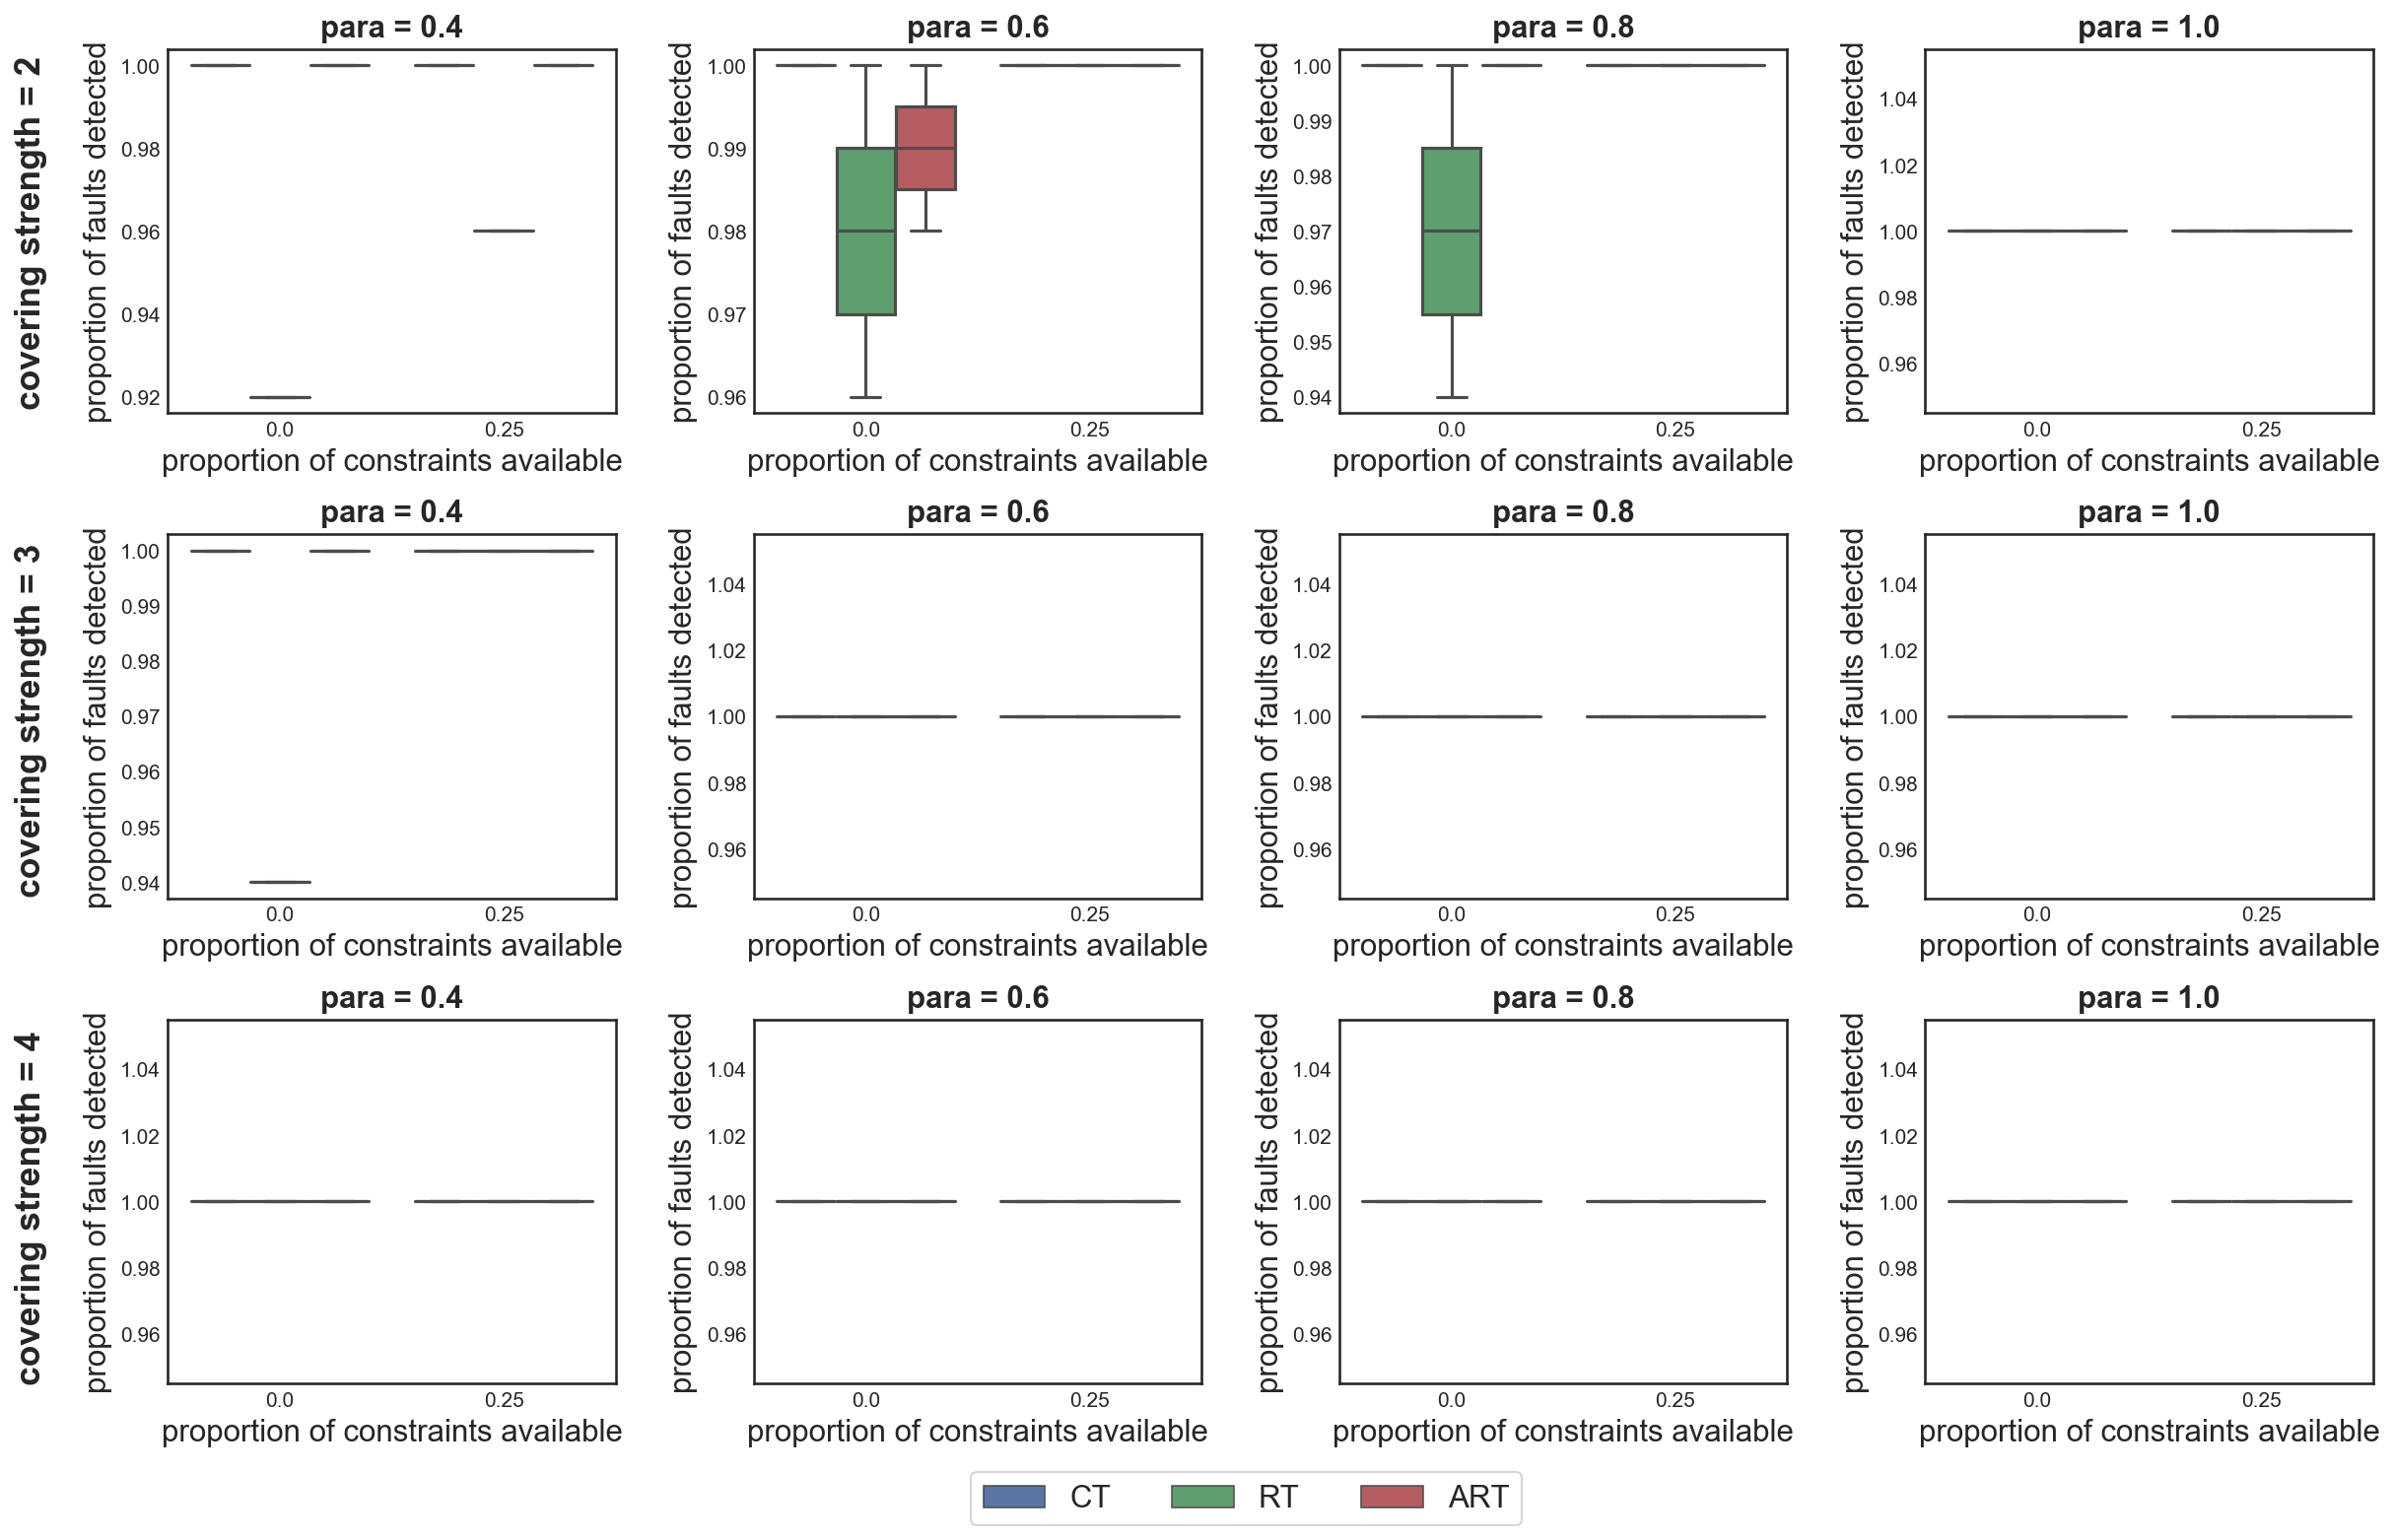 para = 0.4
para = 0.6
para = 0.8
para = 1.0
covering strength = 2
proportion of faults detected
1.00
0.98
0.96
0.94
0.92
0.0
0.25
proportion of constraints available
proportion of faults detected
1.00
0.99
0.98
0.97
0.96
0.0
0.25
proportion of constraints available
proportion of faults detected
1.00
0.99
0.98
0.97
0.96
0.95
0.94
0.0
0.25
proportion of constraints available
proportion of faults detected
1.04
1.02
1.00
0.98
0.96
0.0
0.25
proportion of constraints available
para = 0.4
para = 0.6
para = 0.8
para = 1.0
covering strength = 3
proportion of faults detected
1.00
0.99
0.98
0.97
0.96
0.95
0.94
0.0
0.25
proportion of constraints available
proportion of faults detected
1.04
1.02
1.00
0.98
0.96
0.0
0.25
proportion of constraints available
proportion of faults detected
1.04
1.02
1.00
0.98
0.96
0.0
0.25
proportion of constraints available
proportion of faults detected
1.04
1.02
1.00
0.98
0.96
0.0
0.25
proportion of constraints available
para = 0.4
para = 0.6
para = 0.8
para = 1.0
covering strength = 4
proportion of faults detected
1.04
1.02
1.00
0.98
0.96
0.0
0.25
proportion of constraints available
proportion of faults detected
1.04
1.02
1.00
0.98
0.96
0.0
0.25
proportion of constraints available
proportion of faults detected
1.04
1.02
1.00
0.98
0.96
0.0
0.25
proportion of constraints available
proportion of faults detected
1.04
1.02
1.00
0.98
0.96
0.0
0.25
proportion of constraints available
CT
RT
ART